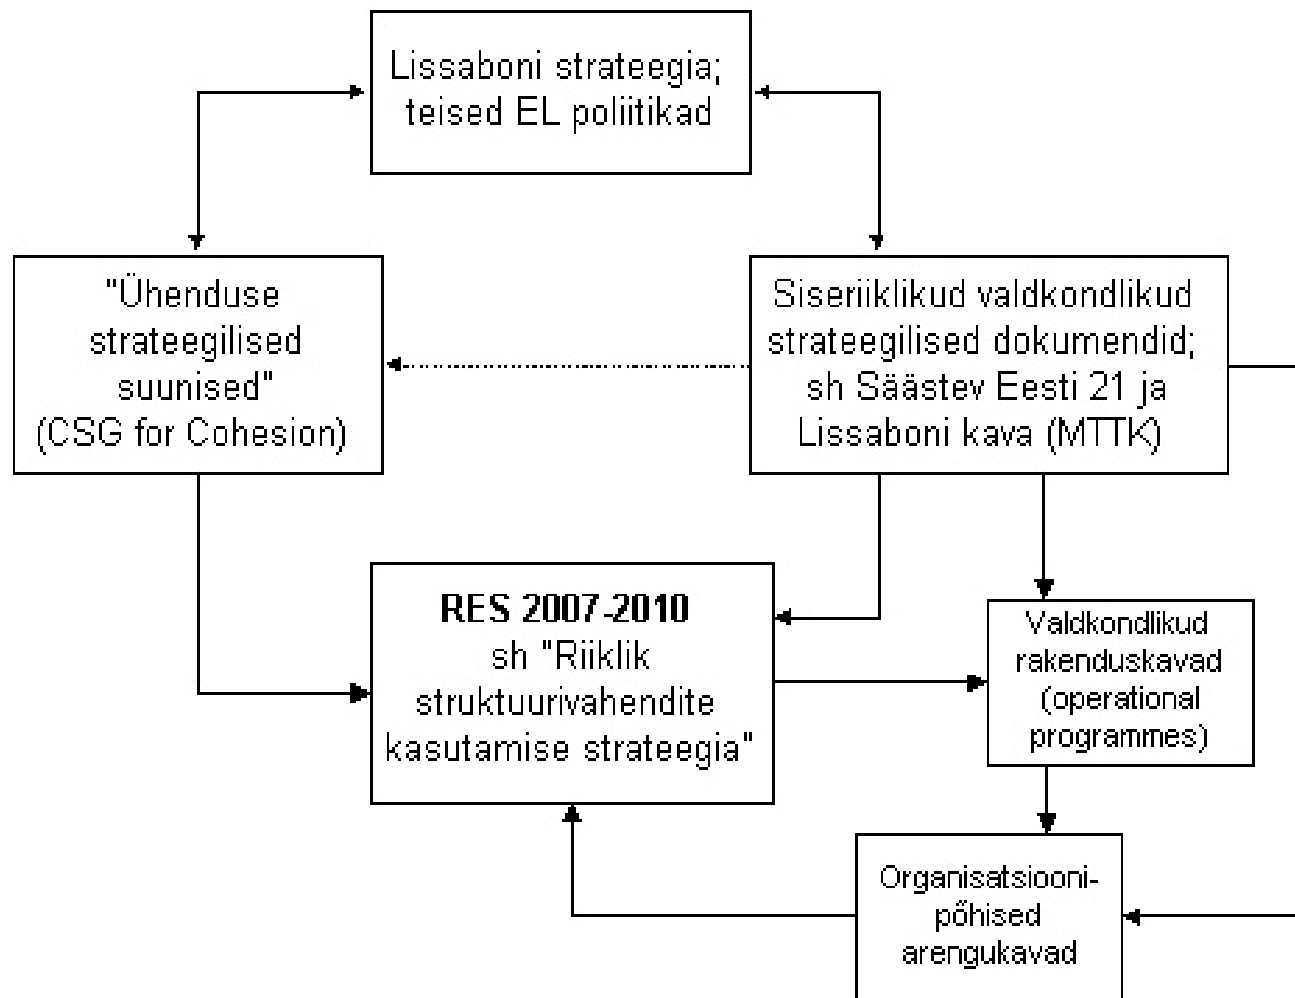 Lissaboni strateegia;
teised EL poliitikad
"Ühenduse
strateegilised
suunised"
(CSG for Cohesion)
Siseriiklikud valdkondlikud
strateegilised dokumendid;
sh Säästev Eesti 21 ja
Lissaboni kava (MTTK)
RES 2007-2010
sh "Riiklik
struktuurivahendite
kasutamise strateegia"
Valdkondlikud
rakenduskavad
(operational
programmes)
Organisatsiooni-
põhised
arengukavad